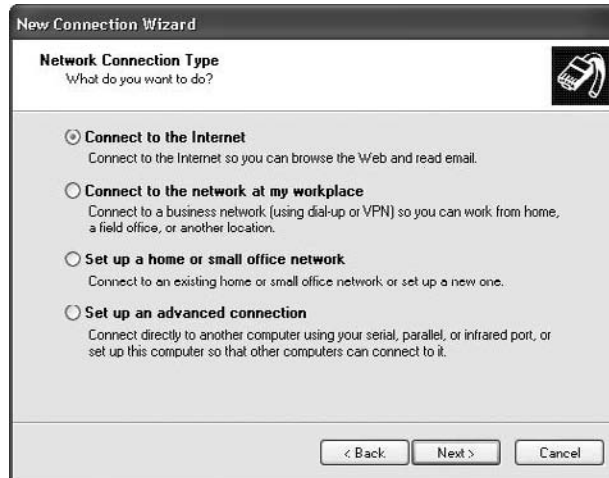 New Connection Wizard
Network Connection Type
What do you want to do?
Connect to the Internet
Connect to the Internet so you can browse the Web and read email.
Connect to the network at my workplace
Connect to a business network (using dial-up or VPN) so you can work from home,
a field office, or another location.
Set up a home or small office network
Connect to an existing home or small office network or set up a new one.
Set up an advanced connection
Connect directly to another computer using your serial, parallel, or infrared port, or
set up this computer so that other computers can connect to it.
< Back Next > Cancel